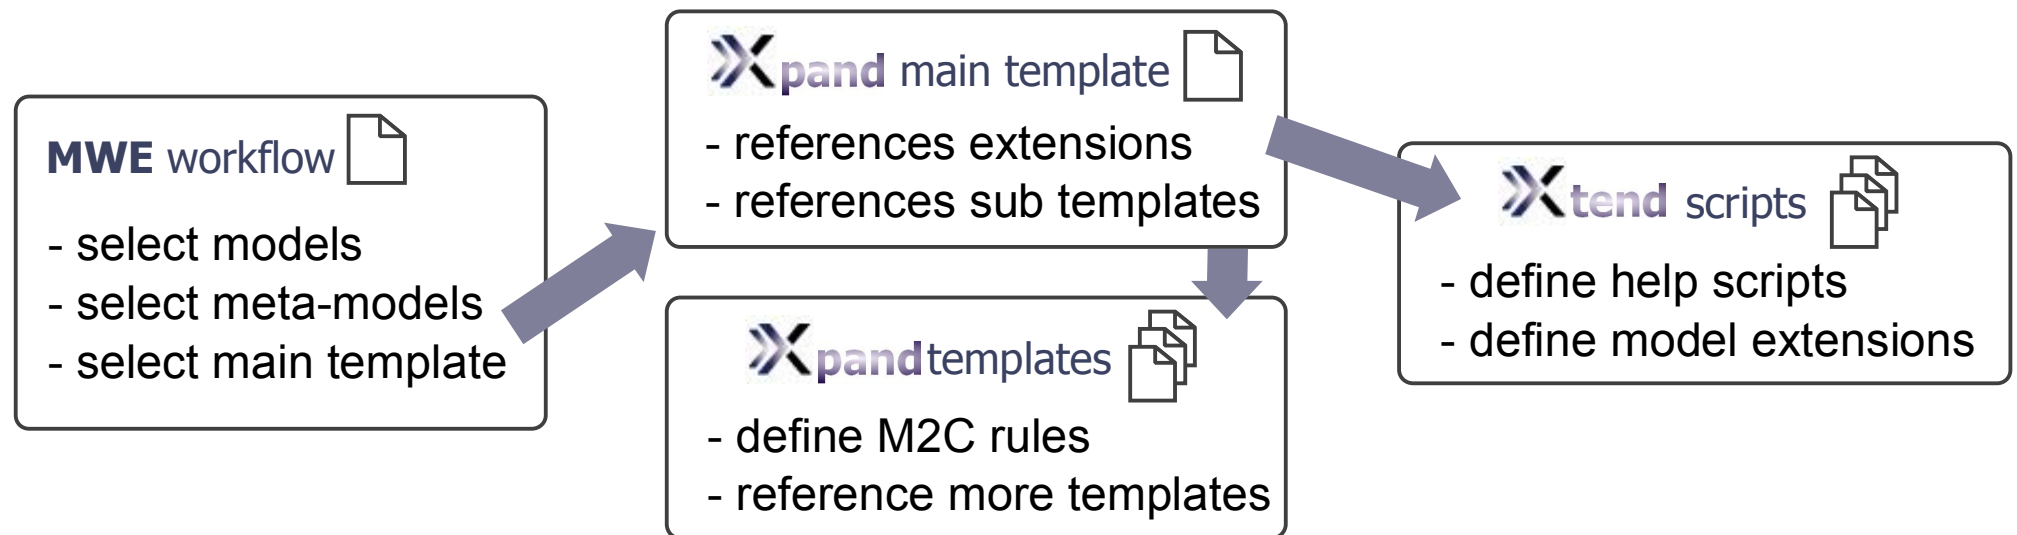 MWE workflow
- select models
- select meta-models
- select main template
Xpand main template
- references extensions
- references sub templates
Xpand templates
- define M2C rules
- reference more templates
Xtend scripts
- define help scripts
- define model extensions